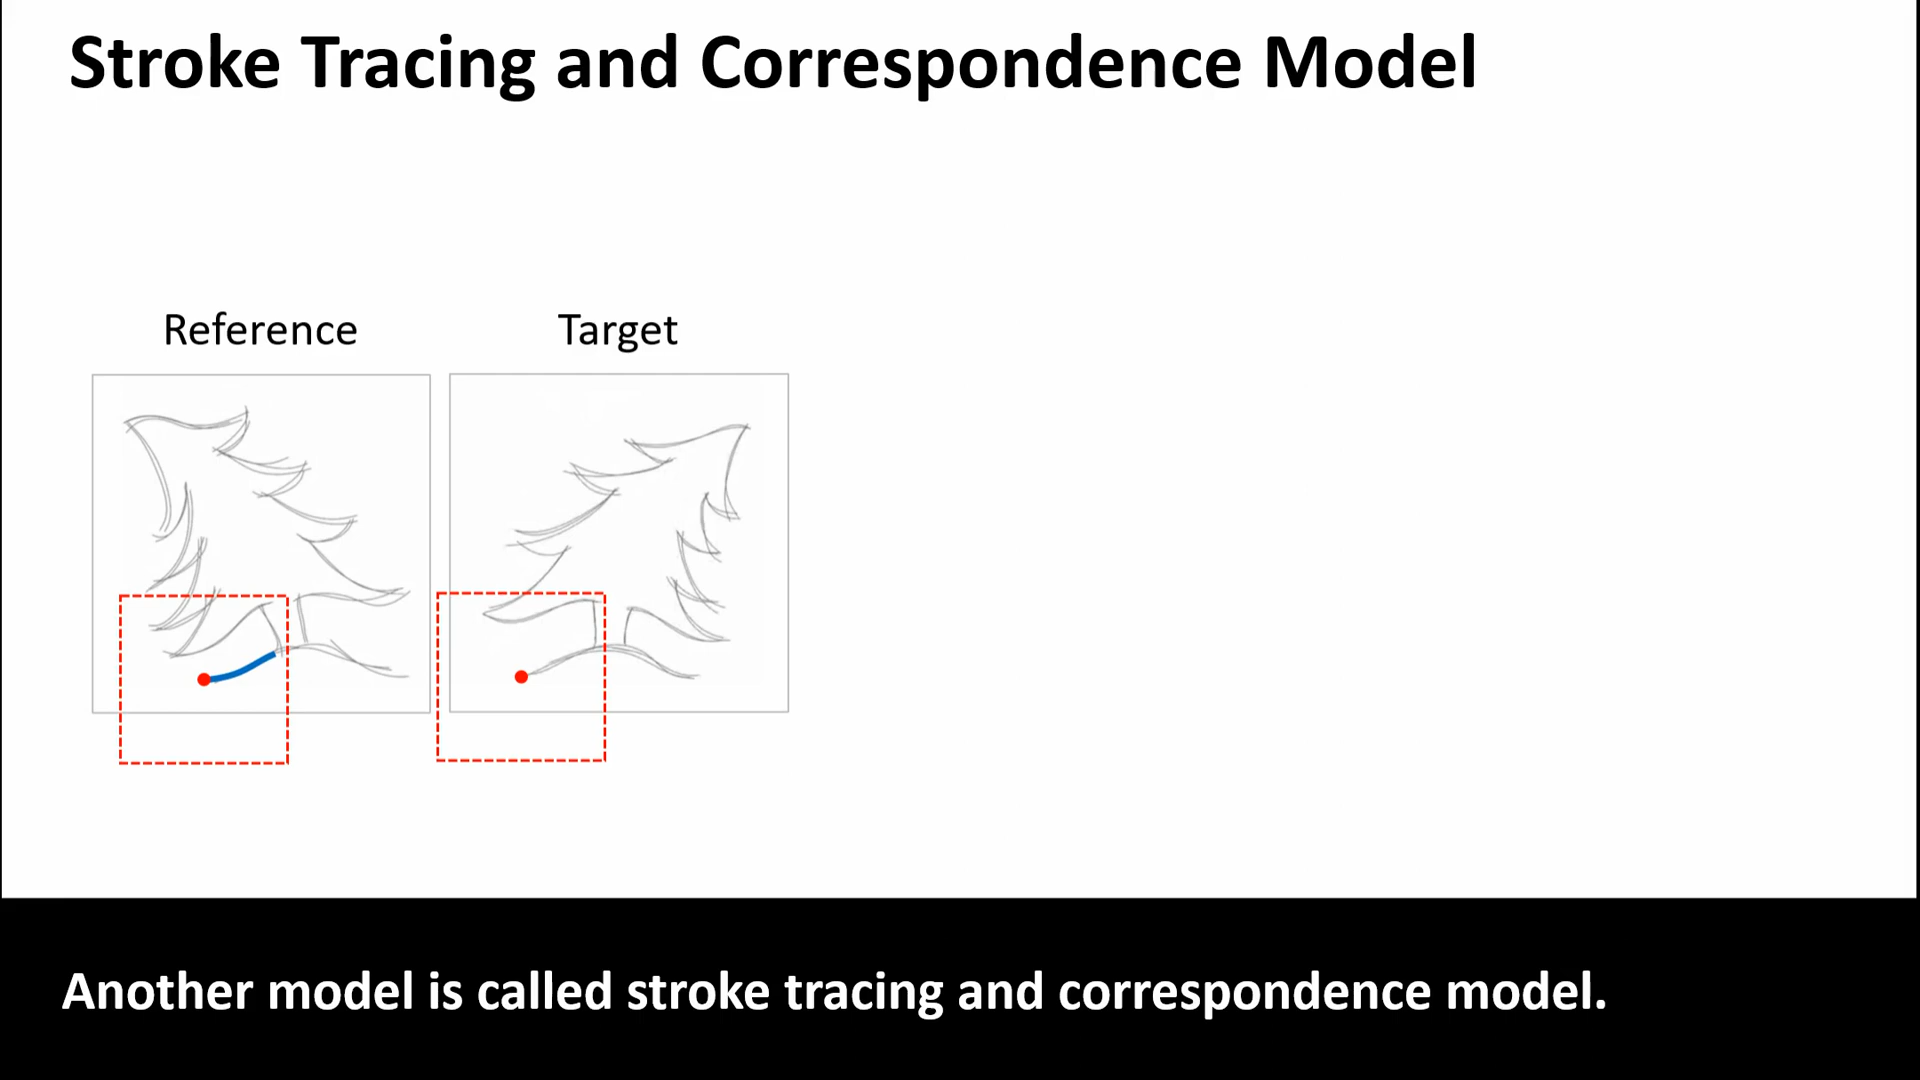 Stroke Tracing and Correspondence Model
Reference
Target
Another model is called stroke tracing and correspondence model.